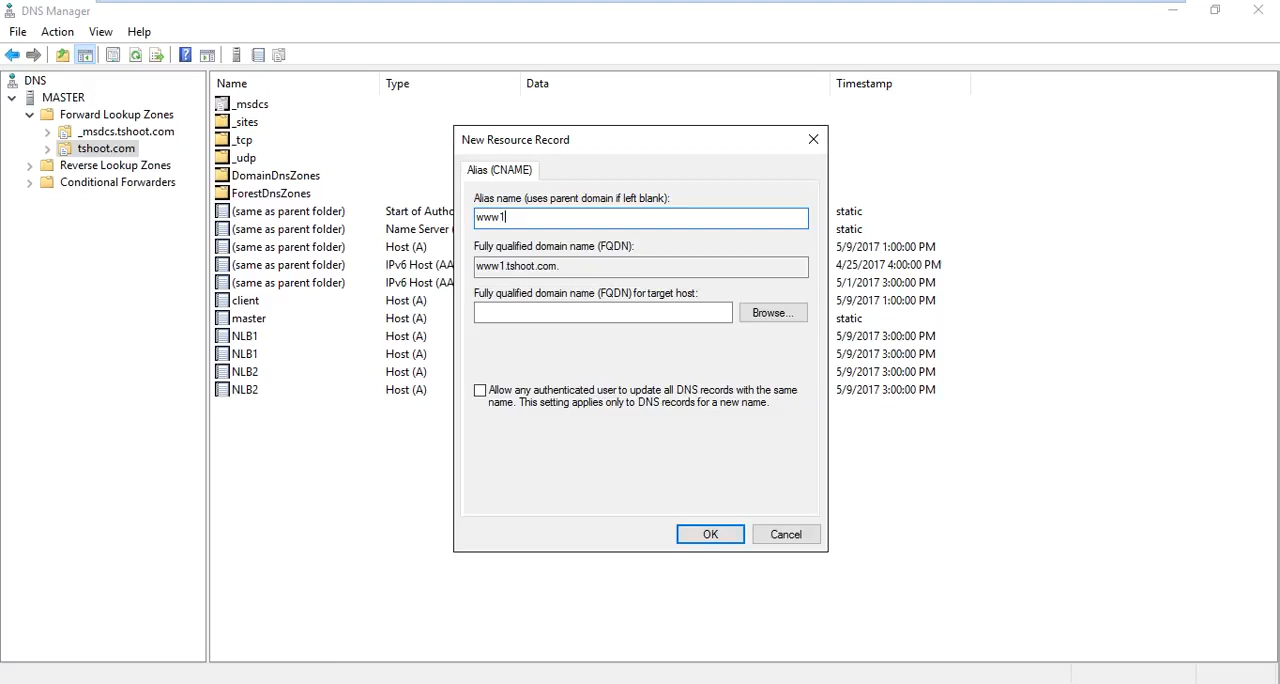 DNS Manager
File Action View Help
DNS
MASTER
Forward Lookup Zones
_msdcs.tshoot.com
tshoot.com
Reverse Lookup Zones
Conditional Forwarders
Name Type Data Timestamp
_msdcs
_sites
_tcp
_udp
DomainDnsZones
ForestDnsZones
(same as parent folder) Start of Autho static
(same as parent folder) Name Server ( static
(same as parent folder) Host (A) 5/9/2017 1:00:00 PM
(same as parent folder) IPv6 Host (AA 4/25/2017 4:00:00 PM
(same as parent folder) IPv6 Host (AA 5/1/2017 3:00:00 PM
client Host (A) 5/9/2017 1:00:00 PM
master Host (A) static
NLB1 Host (A) 5/9/2017 3:00:00 PM
NLB1 Host (A) 5/9/2017 3:00:00 PM
NLB2 Host (A) 5/9/2017 3:00:00 PM
NLB2 Host (A) 5/9/2017 3:00:00 PM
New Resource Record
Alias (CNAME)
Alias name (uses parent domain if left blank):
www1
Fully qualified domain name (FQDN):
www1.tshoot.com.
Fully qualified domain name (FQDN) for target host:
Browse...
Allow any authenticated user to update all DNS records with the same
name. This setting applies only to DNS records for a new name.
OK Cancel